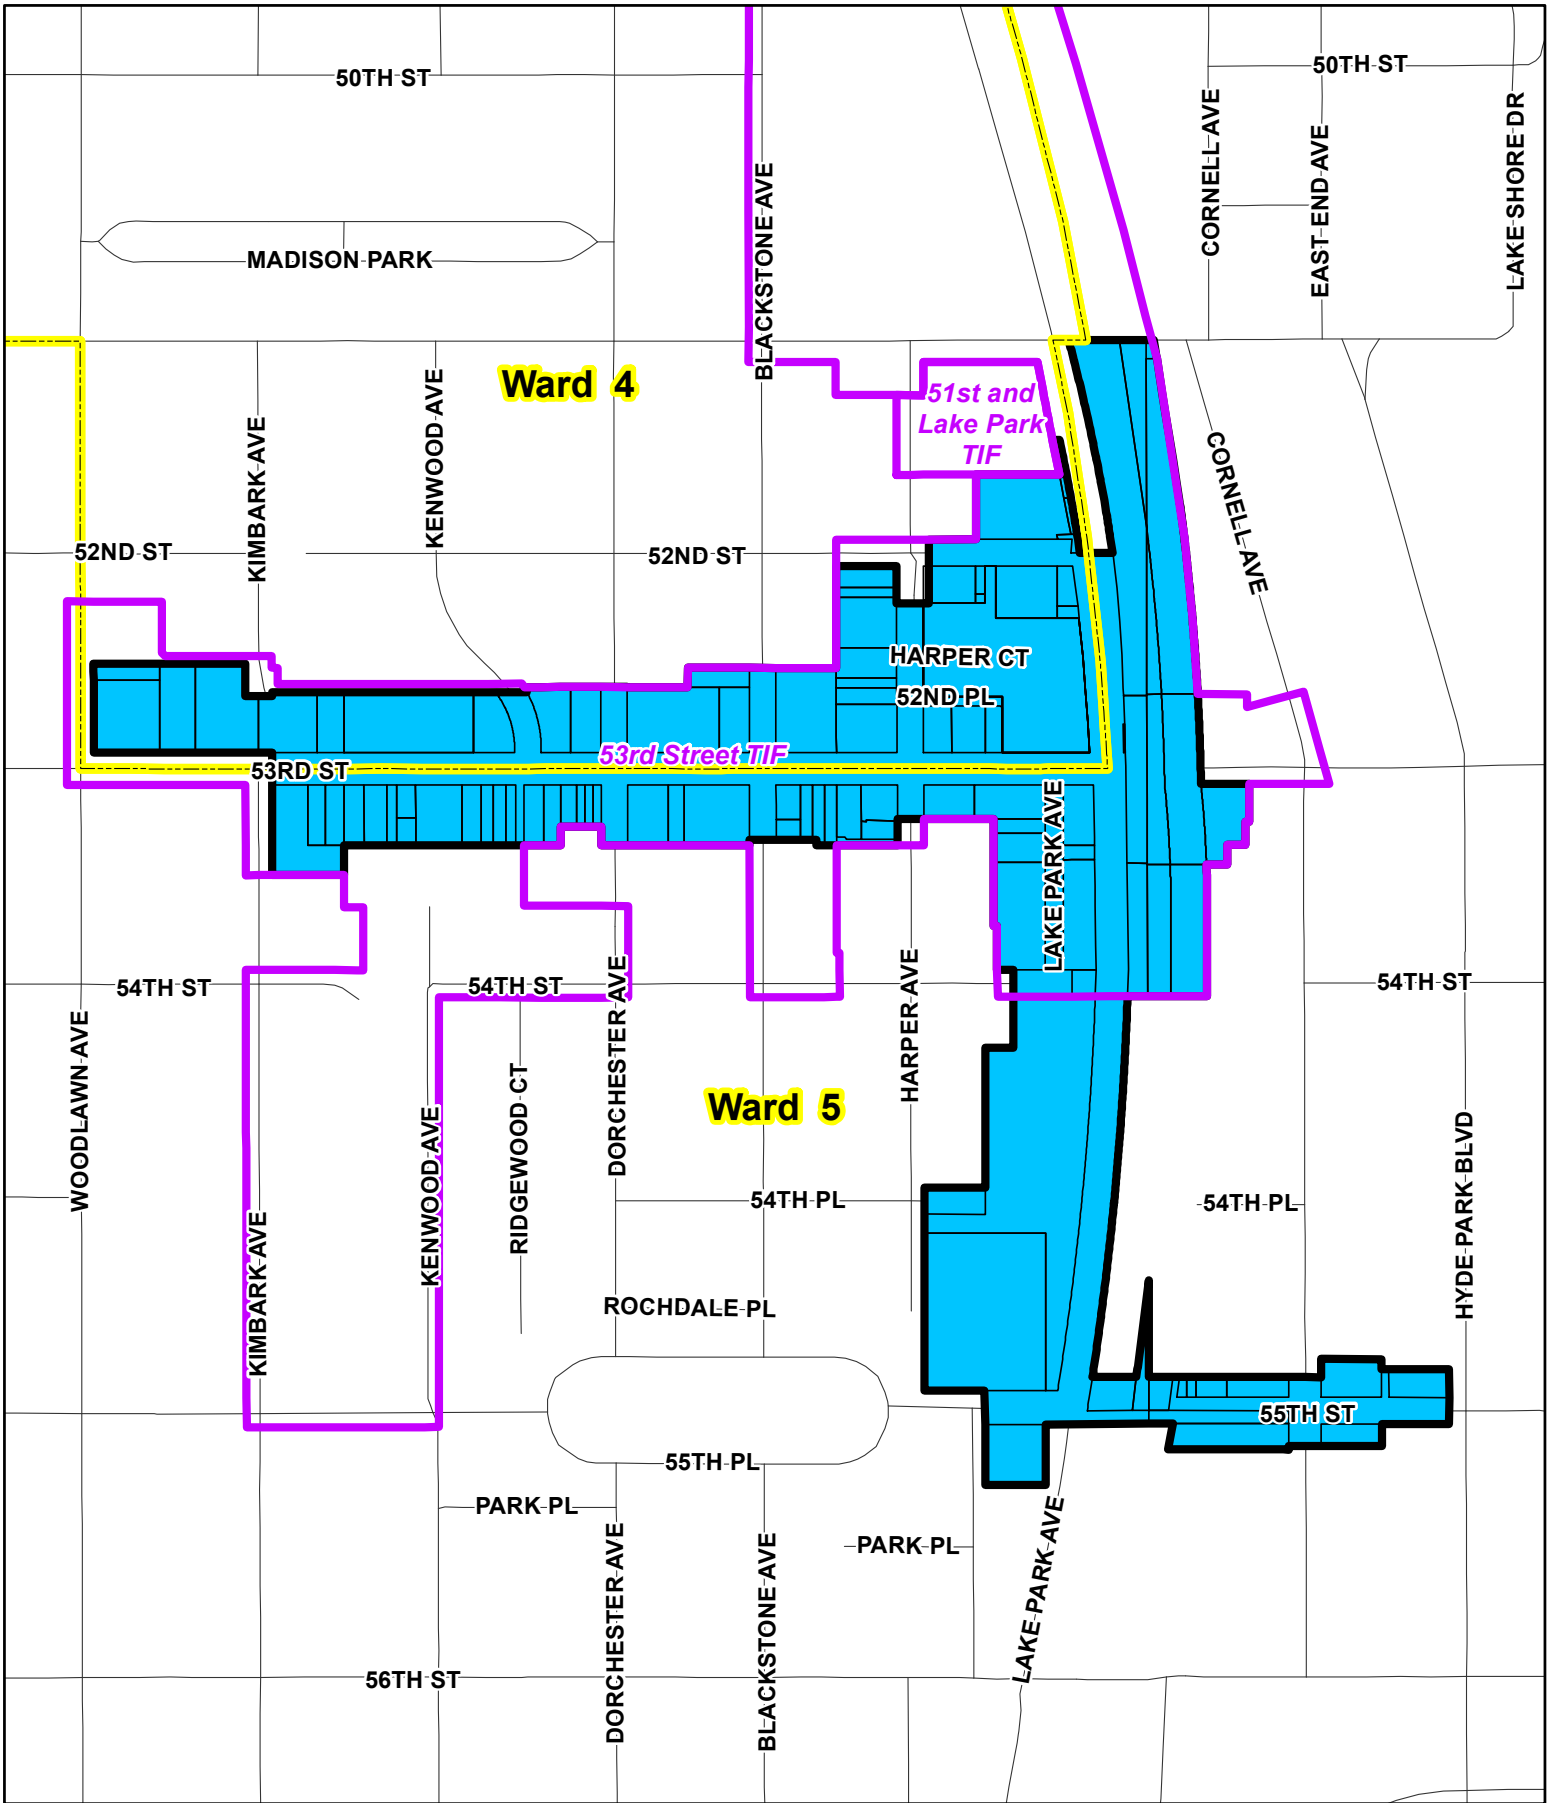 50TH ST
50TH ST
CORNELL AVE
LAKE SHORE DR
EAST END AVE
BLACKSTONE AVE
MADISON PARK
Ward 4
KENWOOD AVE
51st and
Lake Park
TIF
KIMBARK AVE
CORNELL AVE
52ND ST
52ND ST
HARPER CT
52ND PL
53rd Street TIF
53RD ST
LAKE PARK AVE
HARPER AVE
DORCHESTER AVE
54TH ST
54TH ST
54TH ST
WOODLAWN AVE
RIDGEWOOD CT
KENWOOD AVE
Ward 5
HYDE PARK BLVD
54TH PL
54TH PL
KIMBARK AVE
ROCHDALE PL
55TH ST
55TH PL
PARK PL
PARK PL
LAKE PARK AVE
DORCHESTER AVE
BLACKSTONE AVE
56TH ST